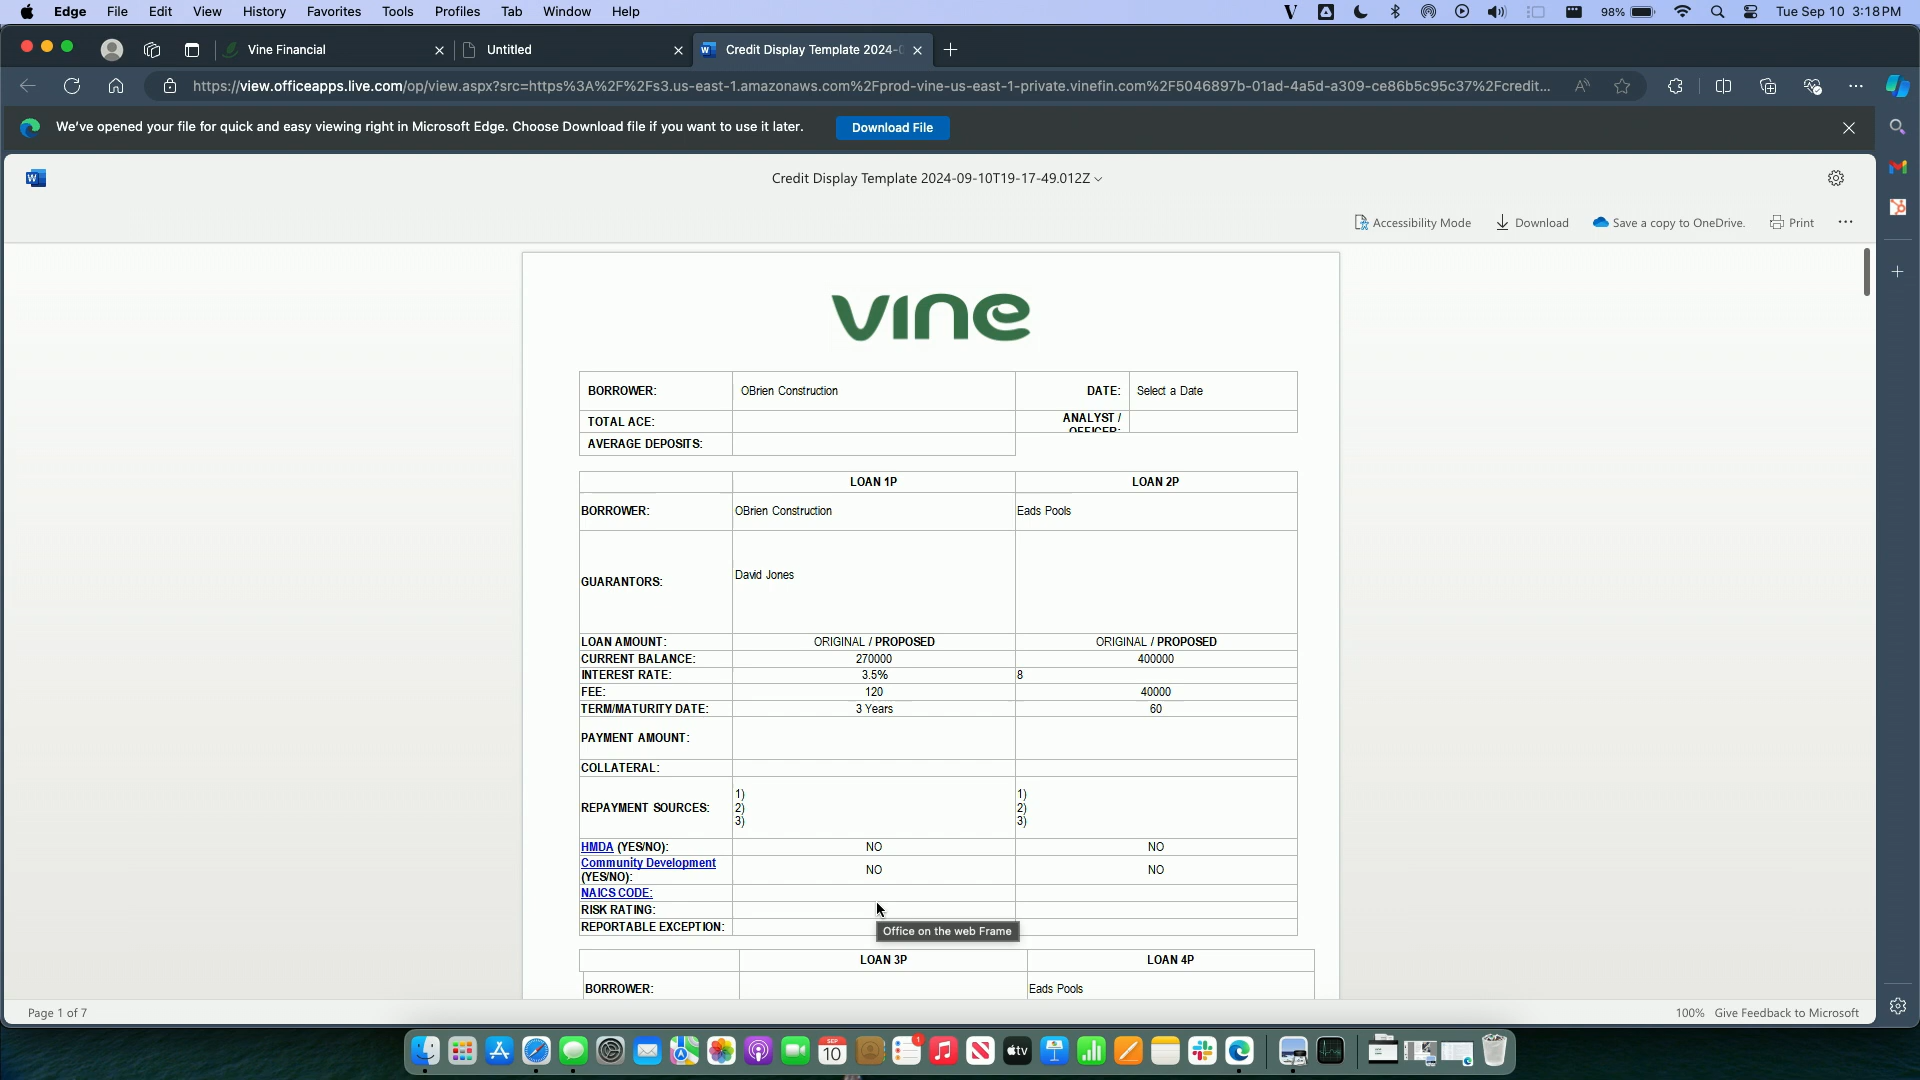 Edge File Edit View History Favorites Tools Profiles Tab Window Help
98% Tue Sep 10 3:18 PM
Vine Financial Untitled Credit Display Template 2024-
https://view.officeapps.live.com/op/view.aspx?src=https%3A%2F%2Fs3.us-east-1.amazonaws.com%2Fprod-vine-us-east-1-private.vinefin.com%2F5046897b-01ad-4a5d-a309-ce86b5c95c37%2Fcredit...
We've opened your file for quick and easy viewing right in Microsoft Edge. Choose Download file if you want to use it later. Download File
Credit Display Template 2024-09-10T19-17-49.012Z
Accessibility Mode Download Save a copy to OneDrive. Print
vine
BORROWER: OBrien Construction DATE: Select a Date
TOTAL ACE: ANALYST /
OFFICER:
AVERAGE DEPOSITS:
LOAN 1P LOAN 2P
BORROWER: OBrien Construction Eads Pools
GUARANTORS: David Jones
LOAN AMOUNT: ORIGINAL / PROPOSED ORIGINAL / PROPOSED
CURRENT BALANCE: 270000 400000
INTEREST RATE: 3.5% 8
FEE: 120 40000
TERM/MATURITY DATE: 3 Years 60
PAYMENT AMOUNT:
COLLATERAL:
REPAYMENT SOURCES: 1) 1)
2) 2)
3) 3)
HMDA (YES/NO): NO NO
Community Development
(YES/NO): NO NO
NAICS CODE:
RISK RATING:
REPORTABLE EXCEPTION:
Office on the web Frame
LOAN 3P LOAN 4P
BORROWER: Eads Pools
Page 1 of 7 100% Give Feedback to Microsoft
SEP
10
1
tv